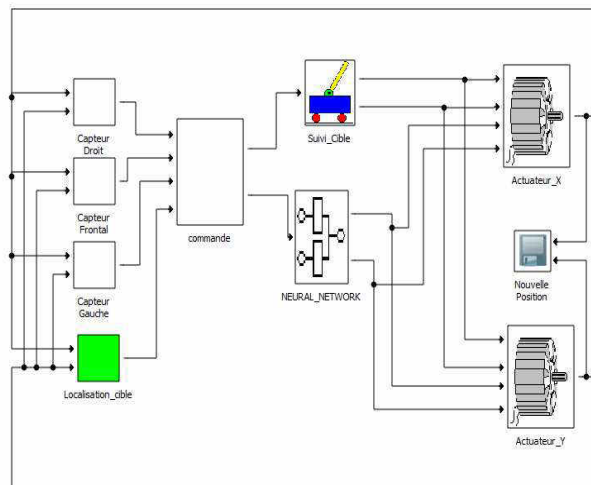 Capteur
Droit
Capteur
Frontal
Capteur
Gauche
Localisation_cible
commande
Suivi_Cible
NEURAL_NETWORK
Actuateur_X
Nouvelle
Position
Actuateur_Y